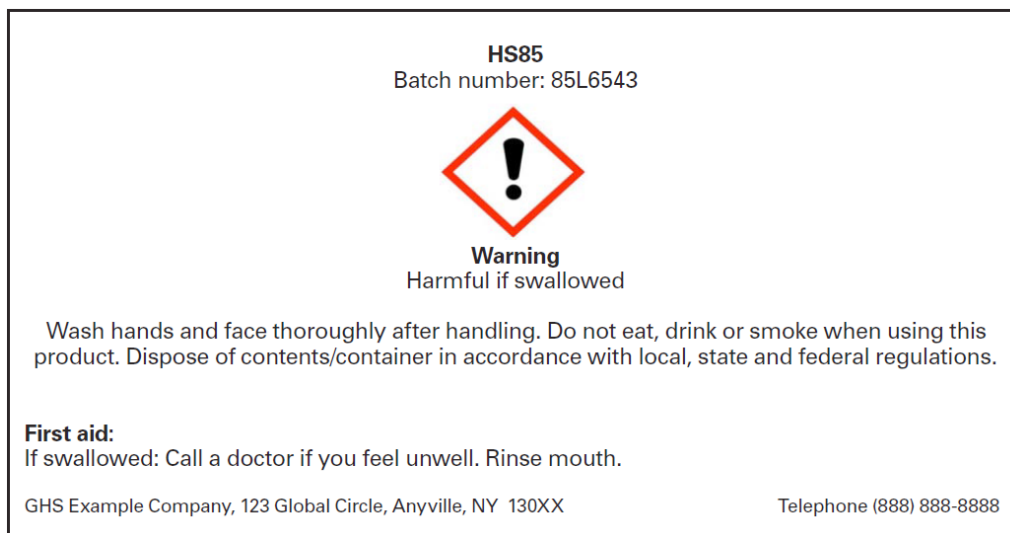 HS85
Batch number: 85L6543
Warning
Harmful if swallowed
Wash hands and face thoroughly after handling. Do not eat, drink or smoke when using this
product. Dispose of contents/container in accordance with local, state and federal regulations.
First aid:
If swallowed: Call a doctor if you feel unwell. Rinse mouth.
GHS Example Company, 123 Global Circle, Anyville, NY 130XX Telephone (888) 888-8888